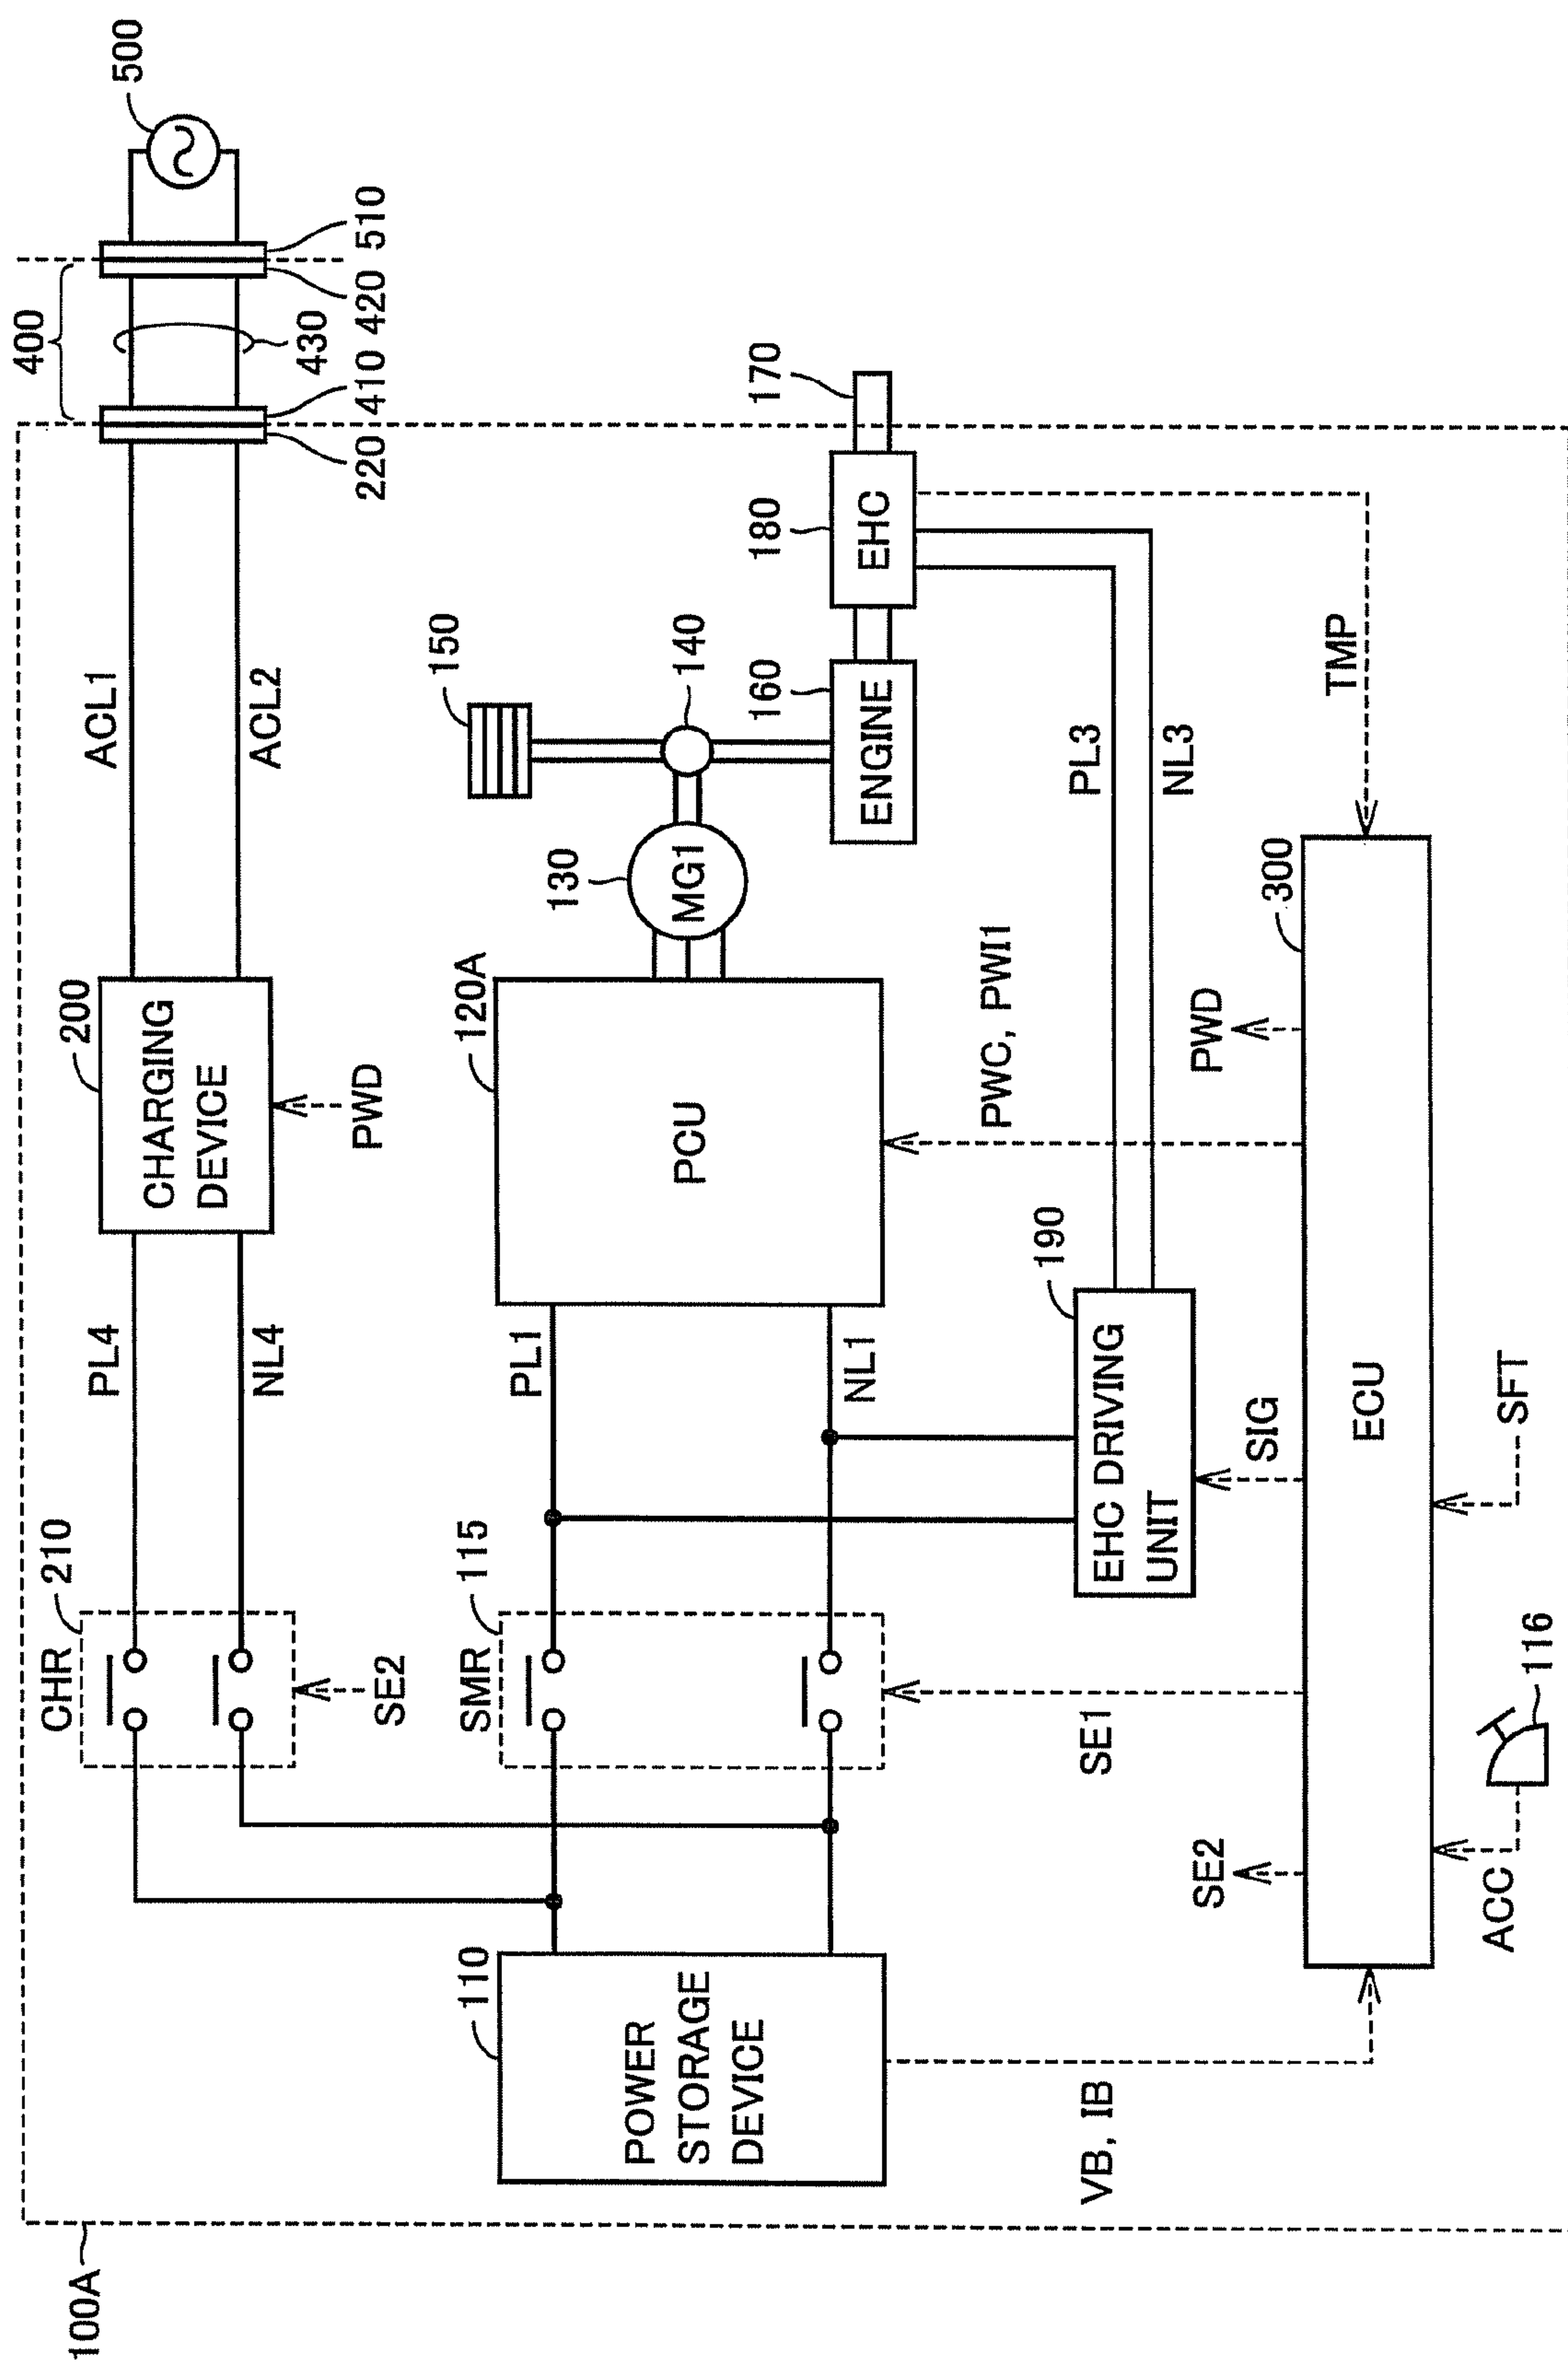 100A
400
500
220
410
430
420
510
CHR
210
PL4
NL4
SE2
200
CHARGING
DEVICE
PWD
ACL1
ACL2
110
POWER
STORAGE
DEVICE
SMR
115
PL1
NL1
120A
PCU
130
MG1
140
150
160
ENGINE
180
EHC
170
190
EHC DRIVING
UNIT
PL3
NL3
PWC, PWI1
VB, IB
SE2
SE1
SIG
PWD
TMP
300
ECU
ACC
116
SFT